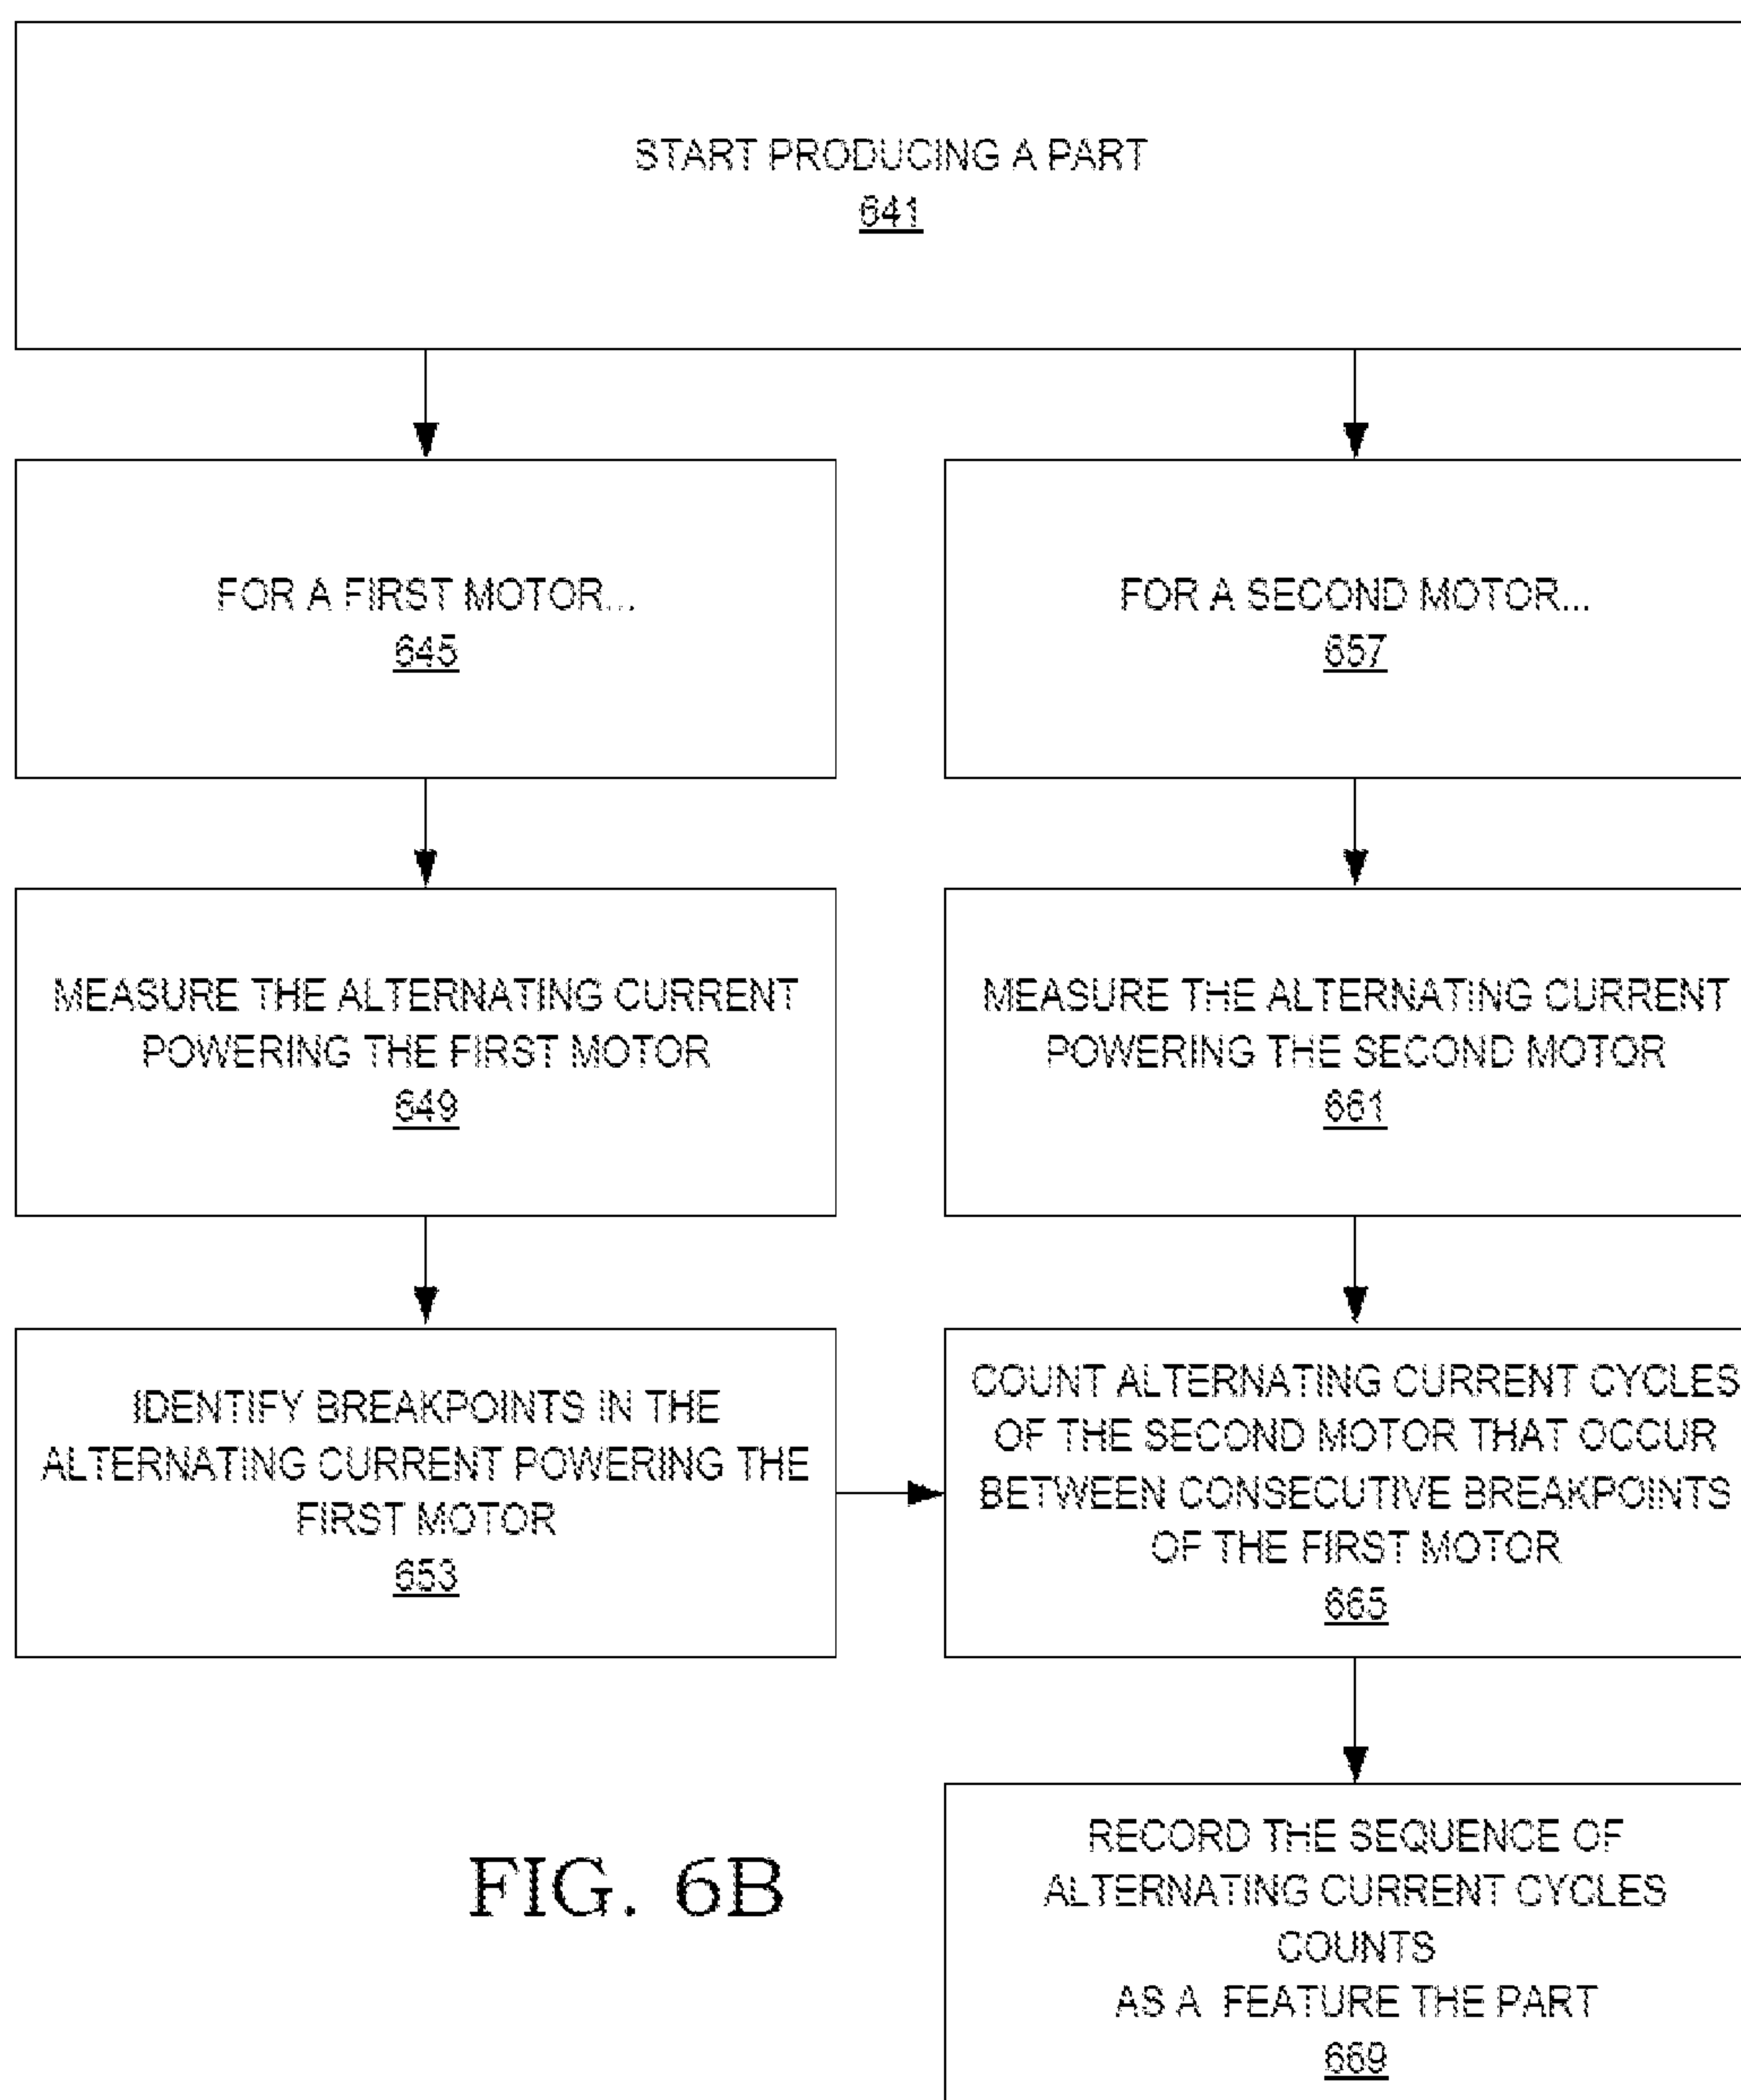 START PRODUCING A PART
641
FOR A FIRST MOTOR...
645
FOR A SECOND MOTOR...
657
MEASURE THE ALTERNATING CURRENT
POWERING THE FIRST MOTOR
649
MEASURE THE ALTERNATING CURRENT
POWERING THE SECOND MOTOR
661
IDENTIFY BREAKPOINTS IN THE
ALTERNATING CURRENT POWERING THE
FIRST MOTOR
653
COUNT ALTERNATING CURRENT CYCLES
OF THE SECOND MOTOR THAT OCCUR
BETWEEN CONSECUTIVE BREAKPOINTS
OF THE FIRST MOTOR
665
RECORD THE SEQUENCE OF
ALTERNATING CURRENT CYCLES
COUNTS
AS A FEATURE THE PART
669
FIG. 6B